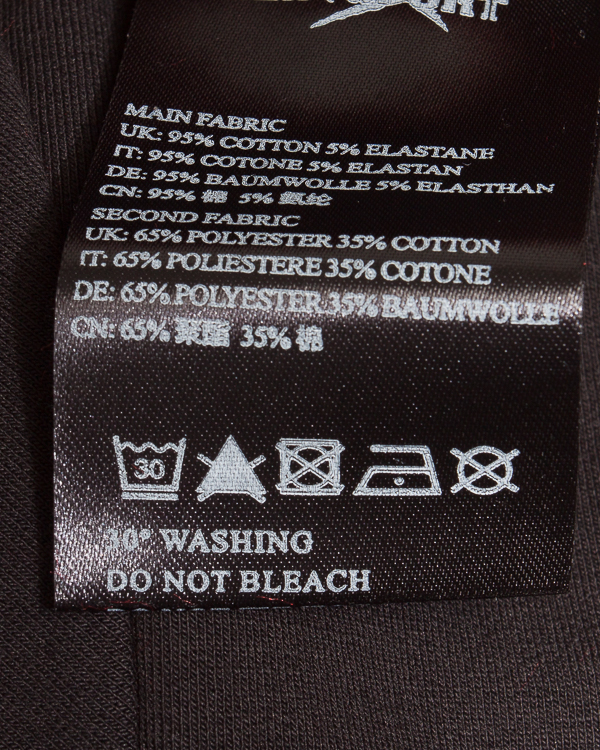 MAIN FABRIC
UK: 95% COTTON 5% ELASTANE
IT: 95% COTONE 5% ELASTAN
DE: 95% BAUMWOLLE 5% ELASTHAN
CN: 95% 棉 5% 氨纶
SECOND FABRIC
UK: 65% POLYESTER 35% COTTON
IT: 65% POLIESTERE 35% COTONE
DE: 65% POLYESTER 35% BAUMWOLLE
CN: 65% 聚酯 35% 棉
30
30° WASHING
DO NOT BLEACH